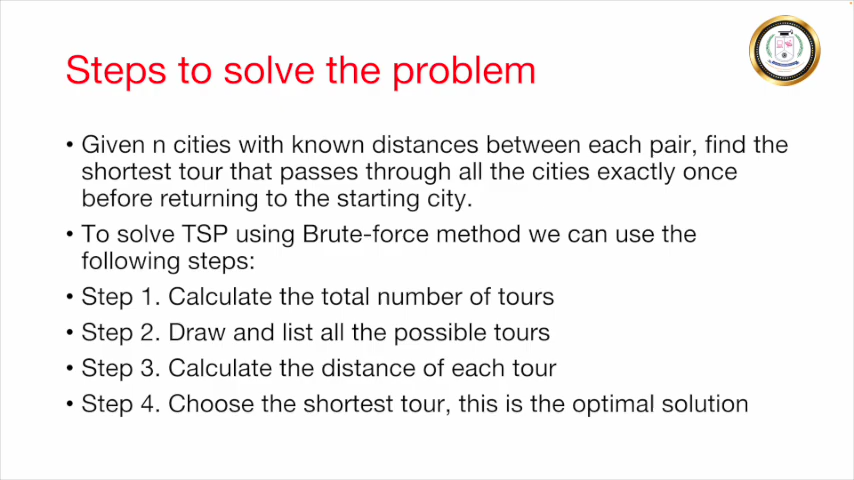 Steps to solve the problem
• Given n cities with known distances between each pair, find the
shortest tour that passes through all the cities exactly once
before returning to the starting city.
• To solve TSP using Brute-force method we can use the
following steps:
• Step 1. Calculate the total number of tours
• Step 2. Draw and list all the possible tours
• Step 3. Calculate the distance of each tour
• Step 4. Choose the shortest tour, this is the optimal solution